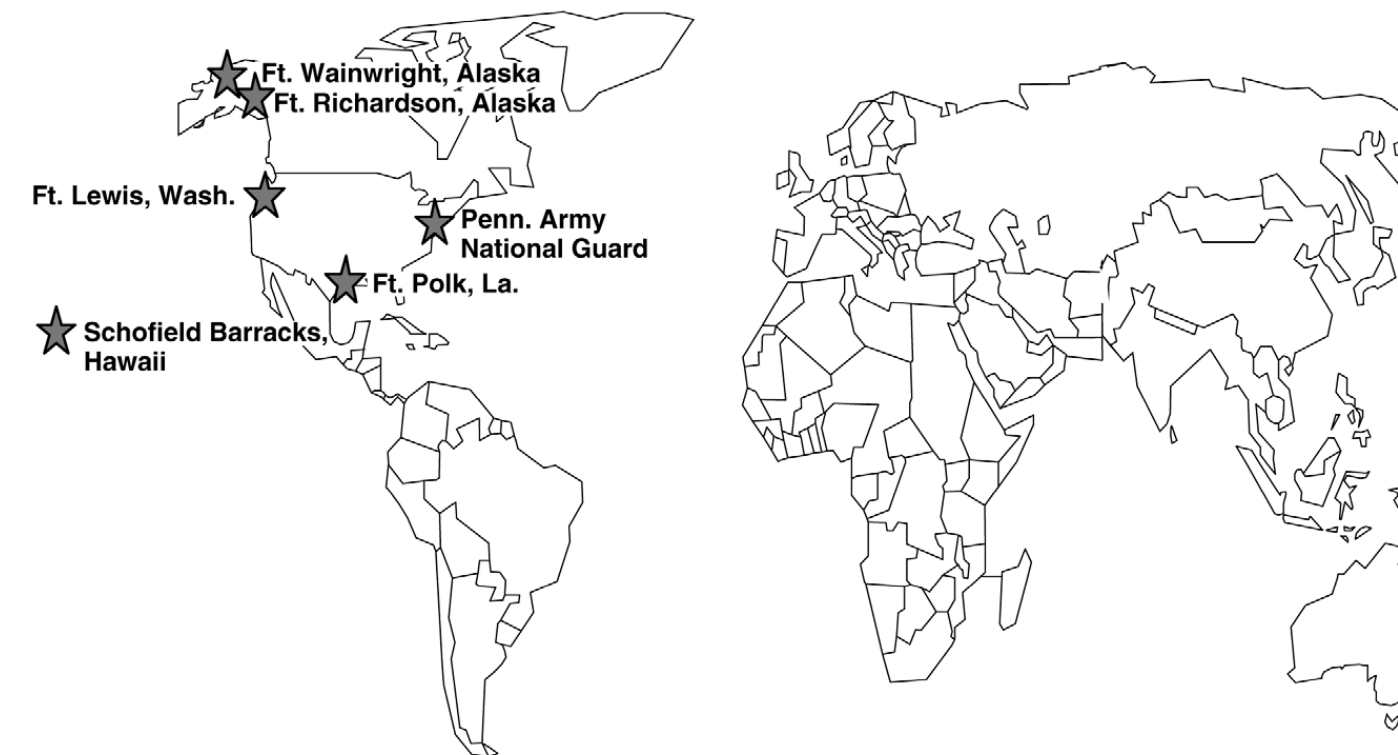 Ft. Wainwright, Alaska
Ft. Richardson, Alaska
Ft. Lewis, Wash.
Penn. Army
National Guard
Ft. Polk, La.
Schofield Barracks,
Hawaii